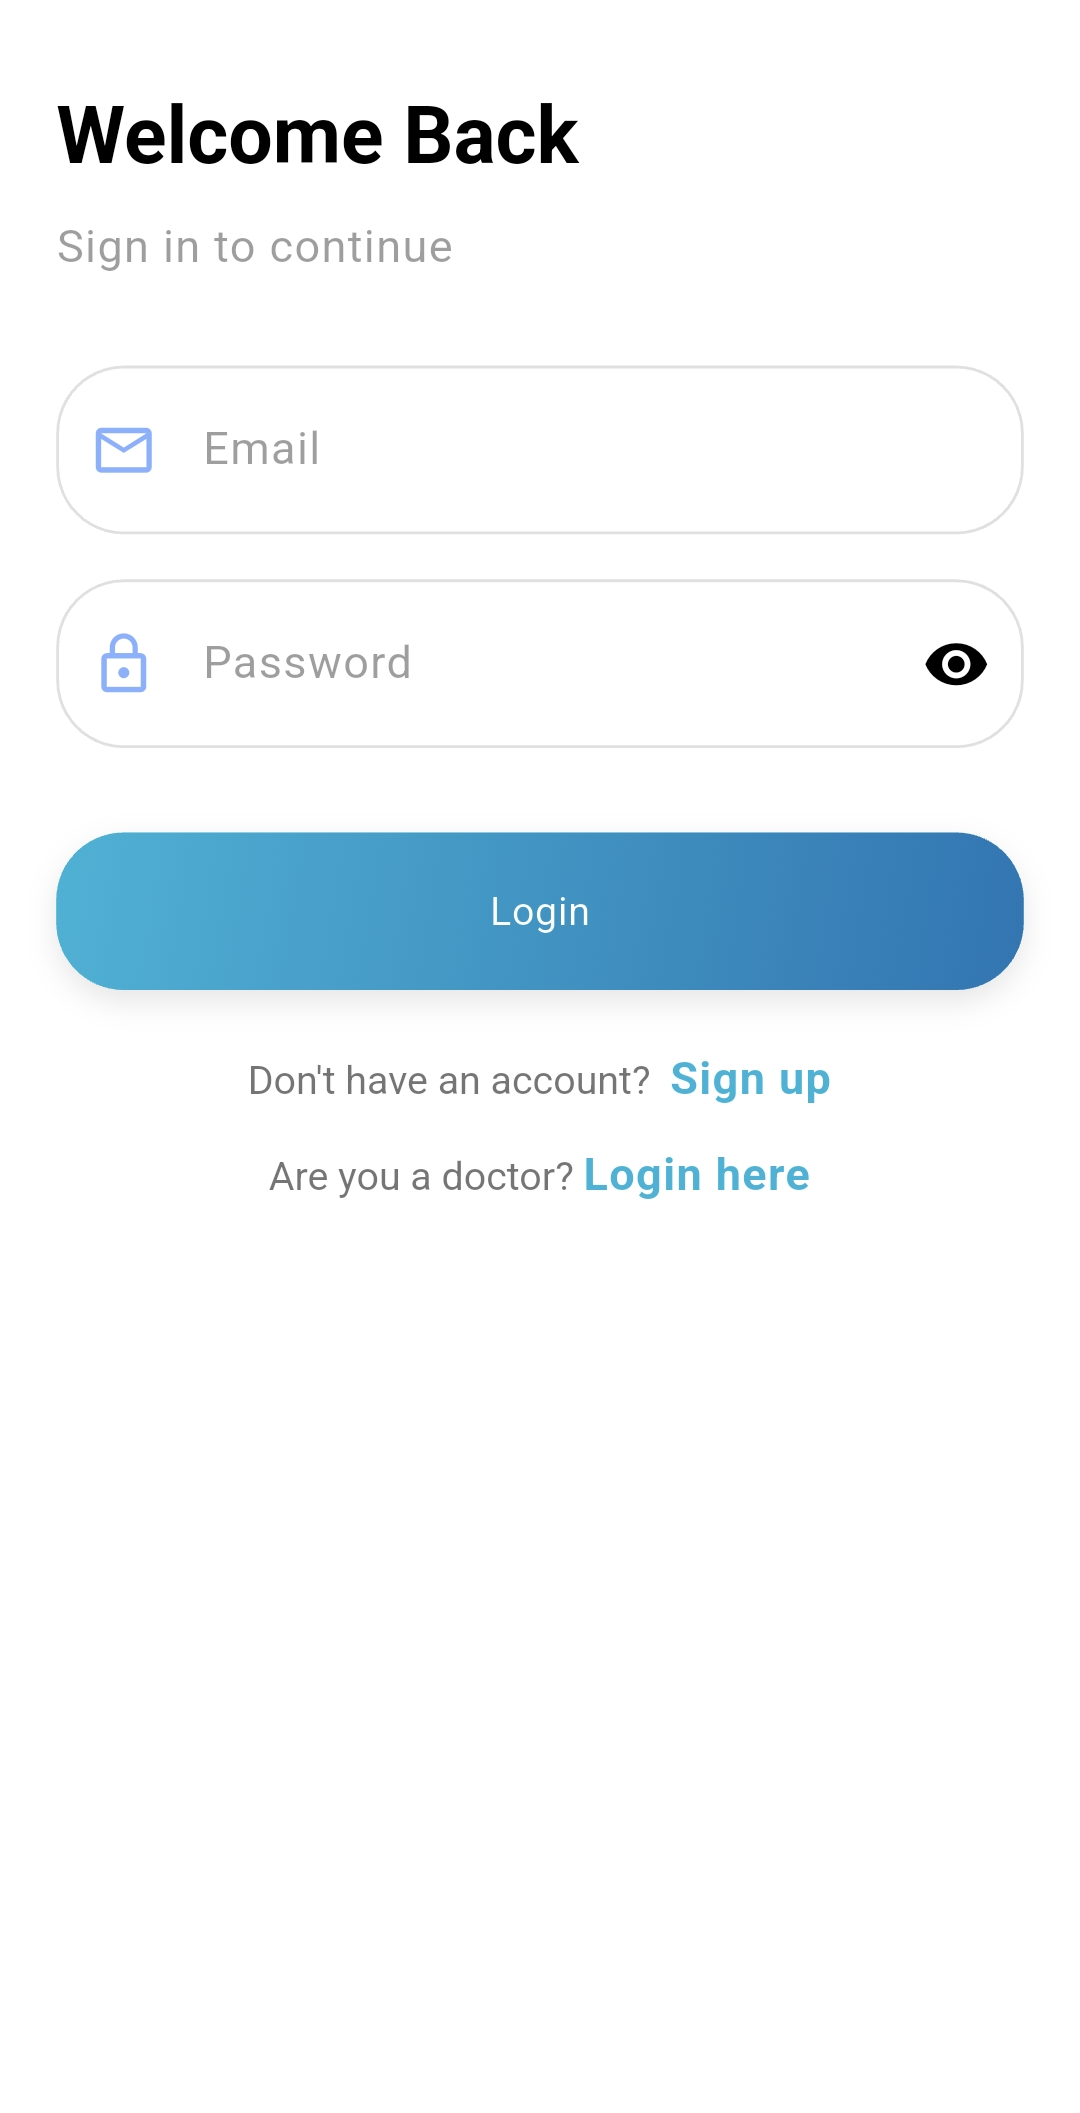 Welcome Back
Sign in to continue
Email
Password
Login
Don't have an account? Sign up
Are you a doctor? Login here